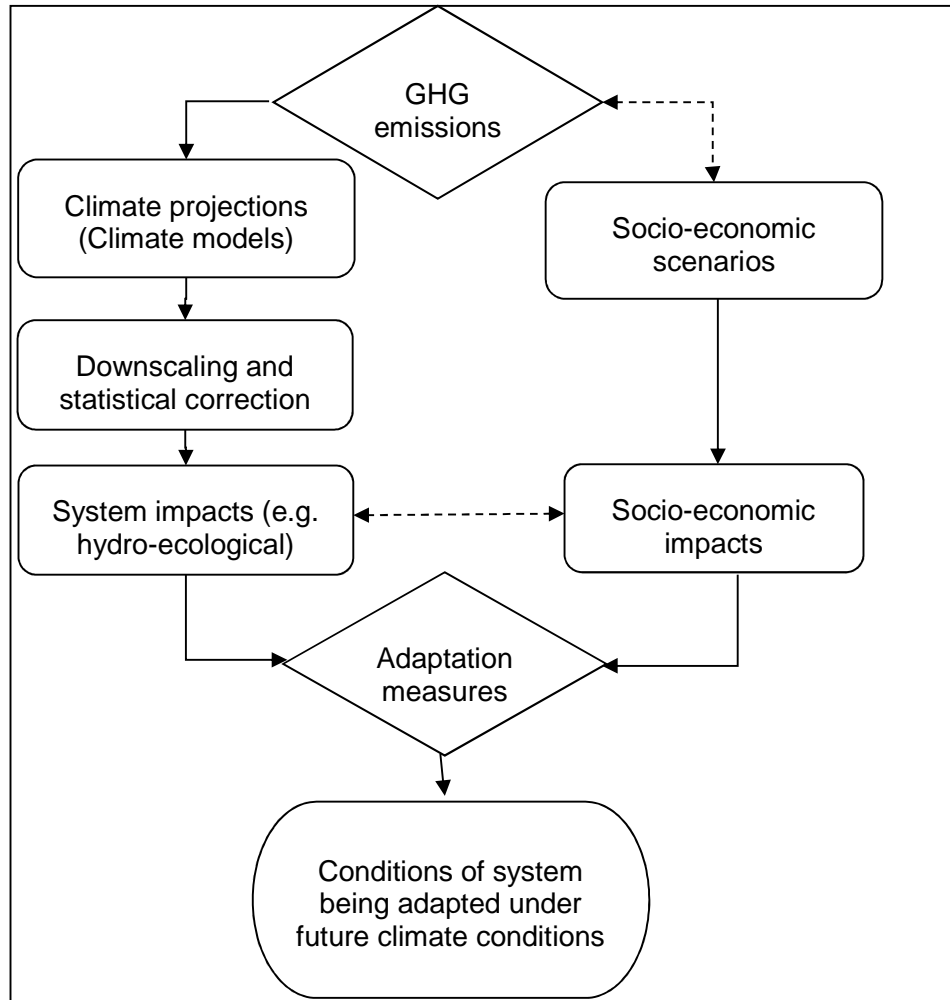 GHG
emissions
Climate projections
(Climate models)
Socio-economic
scenarios
Downscaling and
statistical correction
System impacts (e.g.
hydro-ecological)
Socio-economic
impacts
Adaptation
measures
Conditions of system
being adapted under
future climate conditions